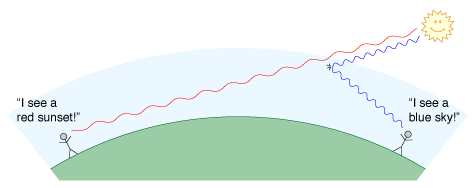 "I see a
red sunset!"
"I see a
blue sky!"